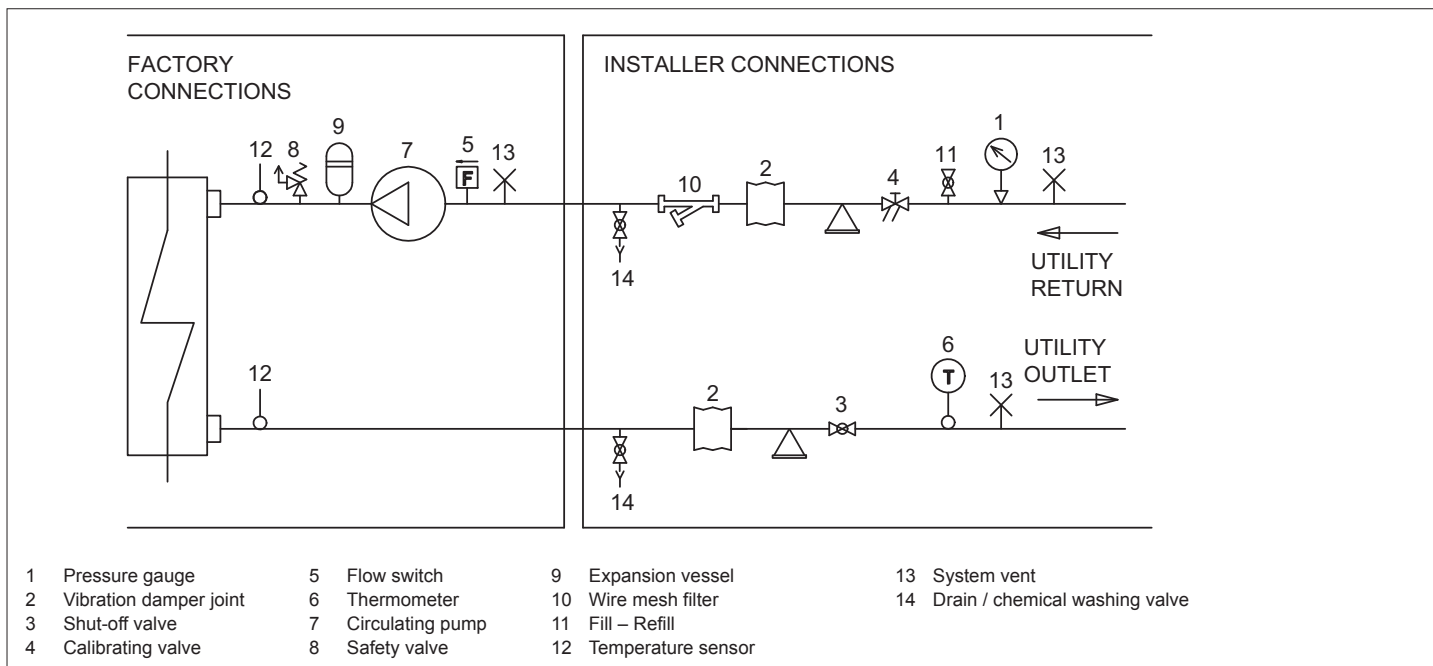 FACTORY
CONNECTIONS
INSTALLER CONNECTIONS
12
8
9
7
5
F
13
10
2
4
11
1
13
14
UTILITY
RETURN
12
2
3
6
T
13
UTILITY
OUTLET
14
1 Pressure gauge
2 Vibration damper joint
3 Shut-off valve
4 Calibrating valve
5 Flow switch
6 Thermometer
7 Circulating pump
8 Safety valve
9 Expansion vessel
10 Wire mesh filter
11 Fill – Refill
12 Temperature sensor
13 System vent
14 Drain / chemical washing valve